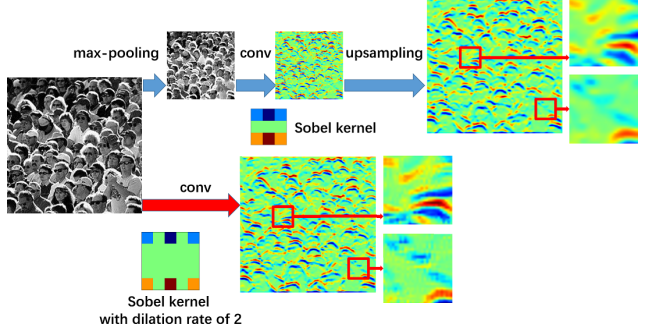 max-pooling
conv
upsampling
Sobel kernel
conv
Sobel kernel
with dilation rate of 2